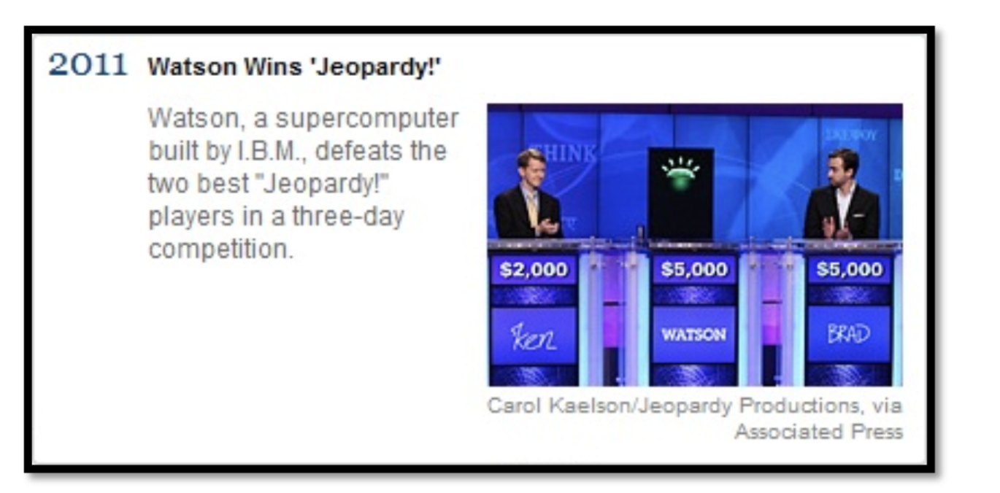 2011 Watson Wins 'Jeopardy!'
Watson, a supercomputer
built by I.B.M., defeats the
two best "Jeopardy!"
players in a three-day
competition.
THINK
ΣΚΕΨΟΥ
$2,000
$5,000
$5,000
Ken
WATSON
BRAD
Carol Kaelson/Jeopardy Productions, via
Associated Press